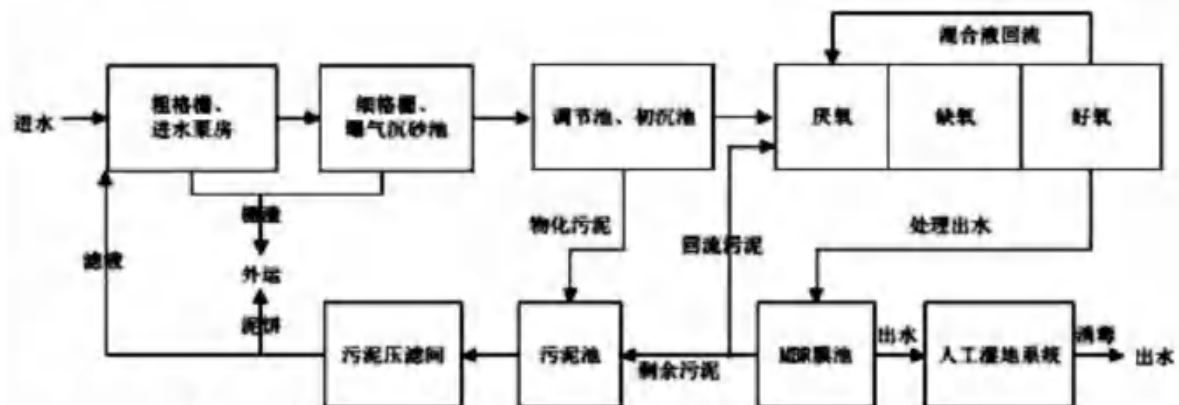 混合液回流
进水
粗格栅、
进水泵房
细格栅、
曝气沉砂池
调节池、初沉池
厌氧
缺氧
好氧
栅渣
物化污泥
回流污泥
处理出水
滤液
外运
泥饼
污泥压滤间
污泥池
剩余污泥
MBR膜池
出水
人工湿地系统
消毒
出水